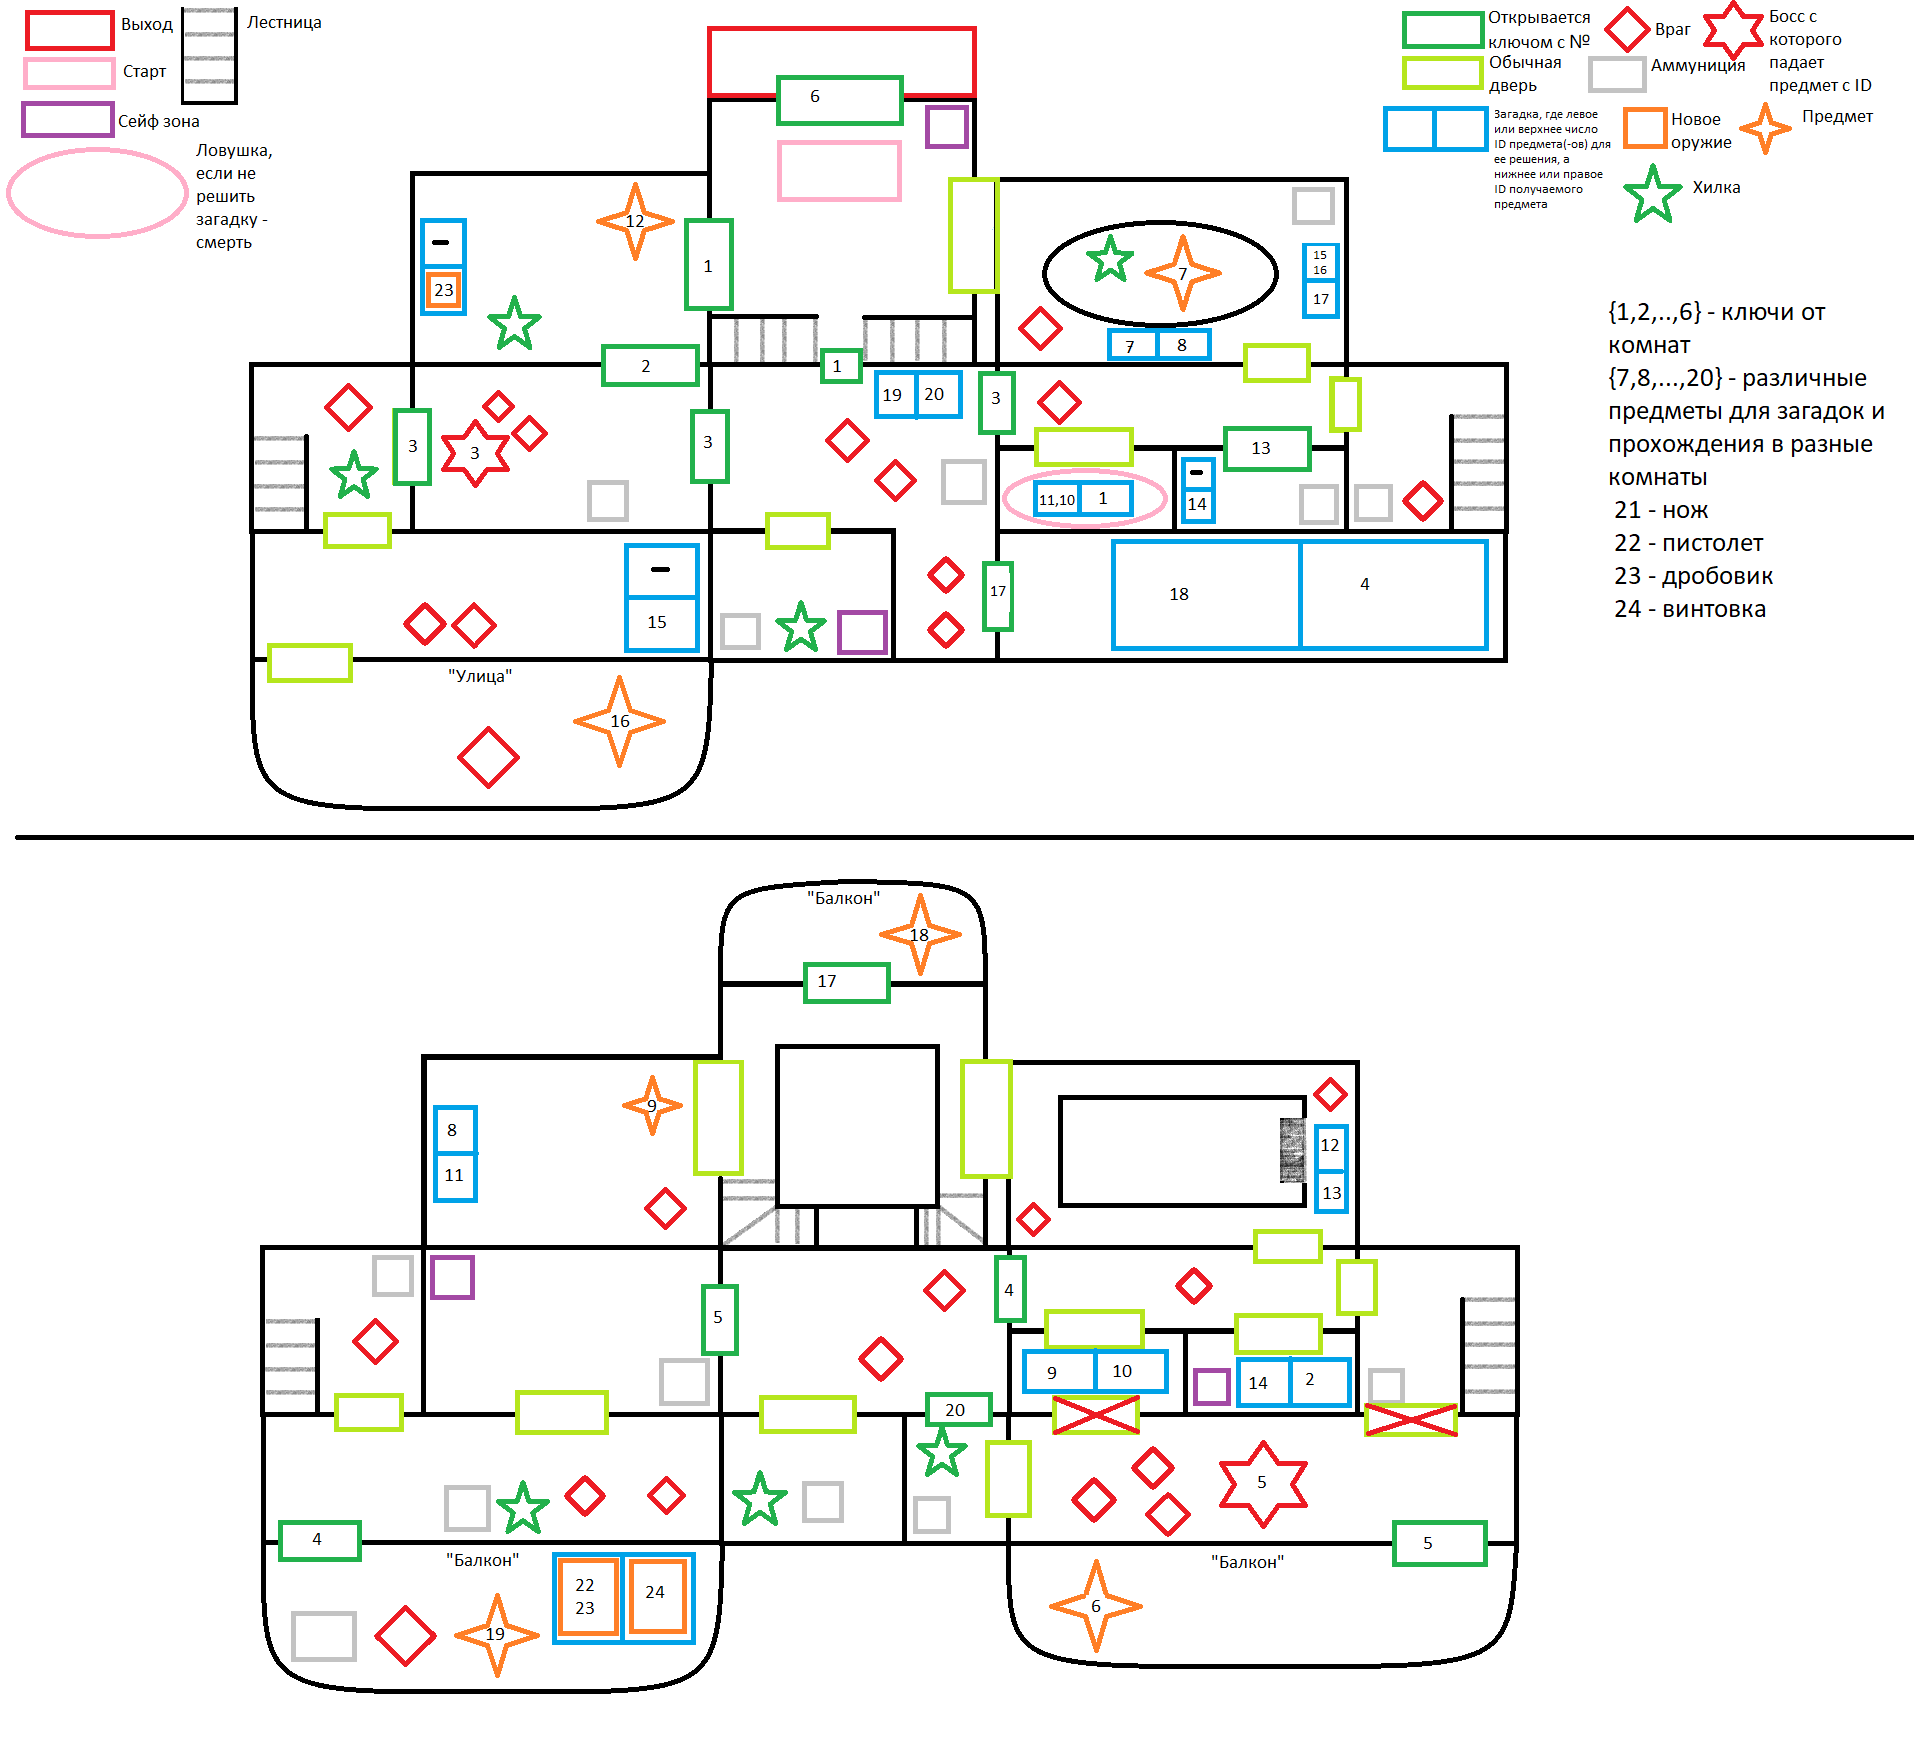 Выход
Лестница
Старт
Сейф зона
Ловушка,
если не
решить
загадку -
смерть
Открывается
ключом с №
Обычная
дверь
Враг
Босс с
которого
падает
предмет с ID
Аммуниция
Загадка, где левое
или верхнее число
ID предмета(-ов) для
ее решения, а
нижнее или правое
ID получаемого
предмета
Новое
оружие
Предмет
Хилка
{1,2,..,6} - ключи от
комнат
{7,8,...,20} - различные
предметы для загадок и
прохождения в разные
комнаты
21 - нож
22 - пистолет
23 - дробовик
24 - винтовка
6
12
-
23
1
2
1
7
15
16
17
7 8
3
3
3
19 20
3
13
11,10 1
-
14
-
15
17
18 4
"Улица"
16
"Балкон"
18
17
9
8
11
12
13
5
4
9 10
14 2
20
5
4
5
"Балкон"
19
22
23
24
"Балкон"
6